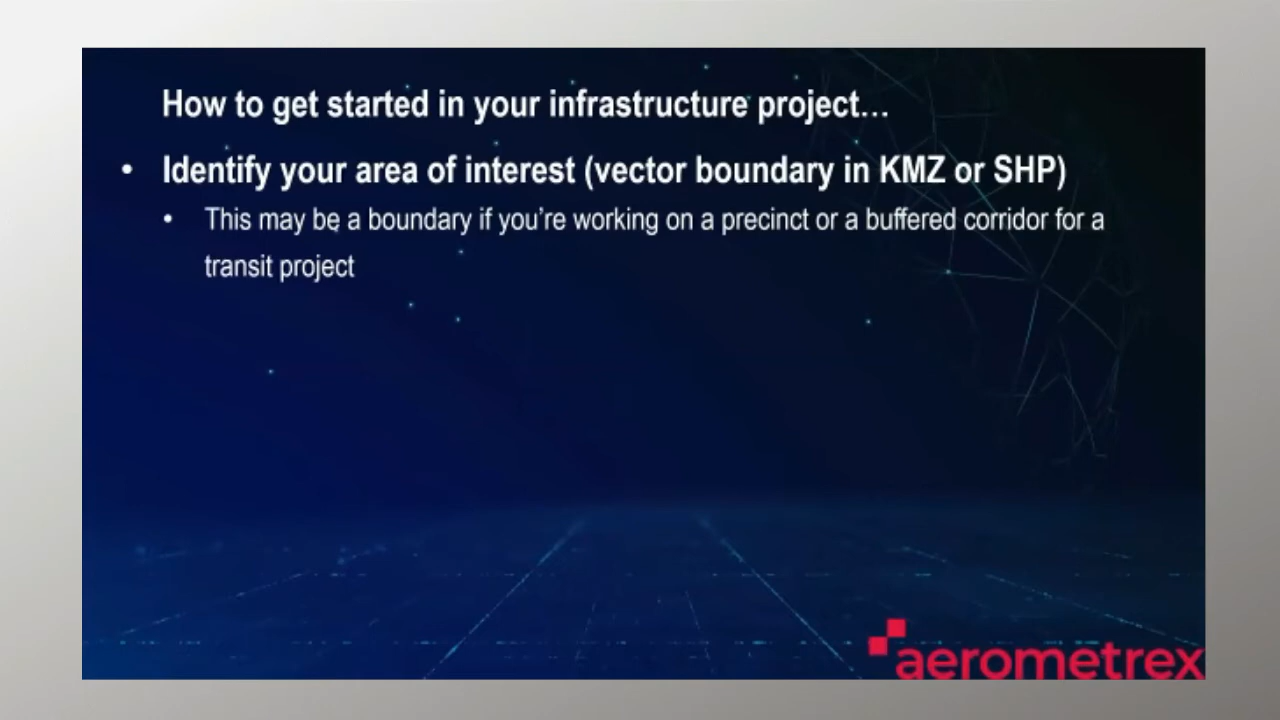 How to get started in your infrastructure project…
• Identify your area of interest (vector boundary in KMZ or SHP)
• This may be a boundary if you’re working on a precinct or a buffered corridor for a
transit project
aerometrex